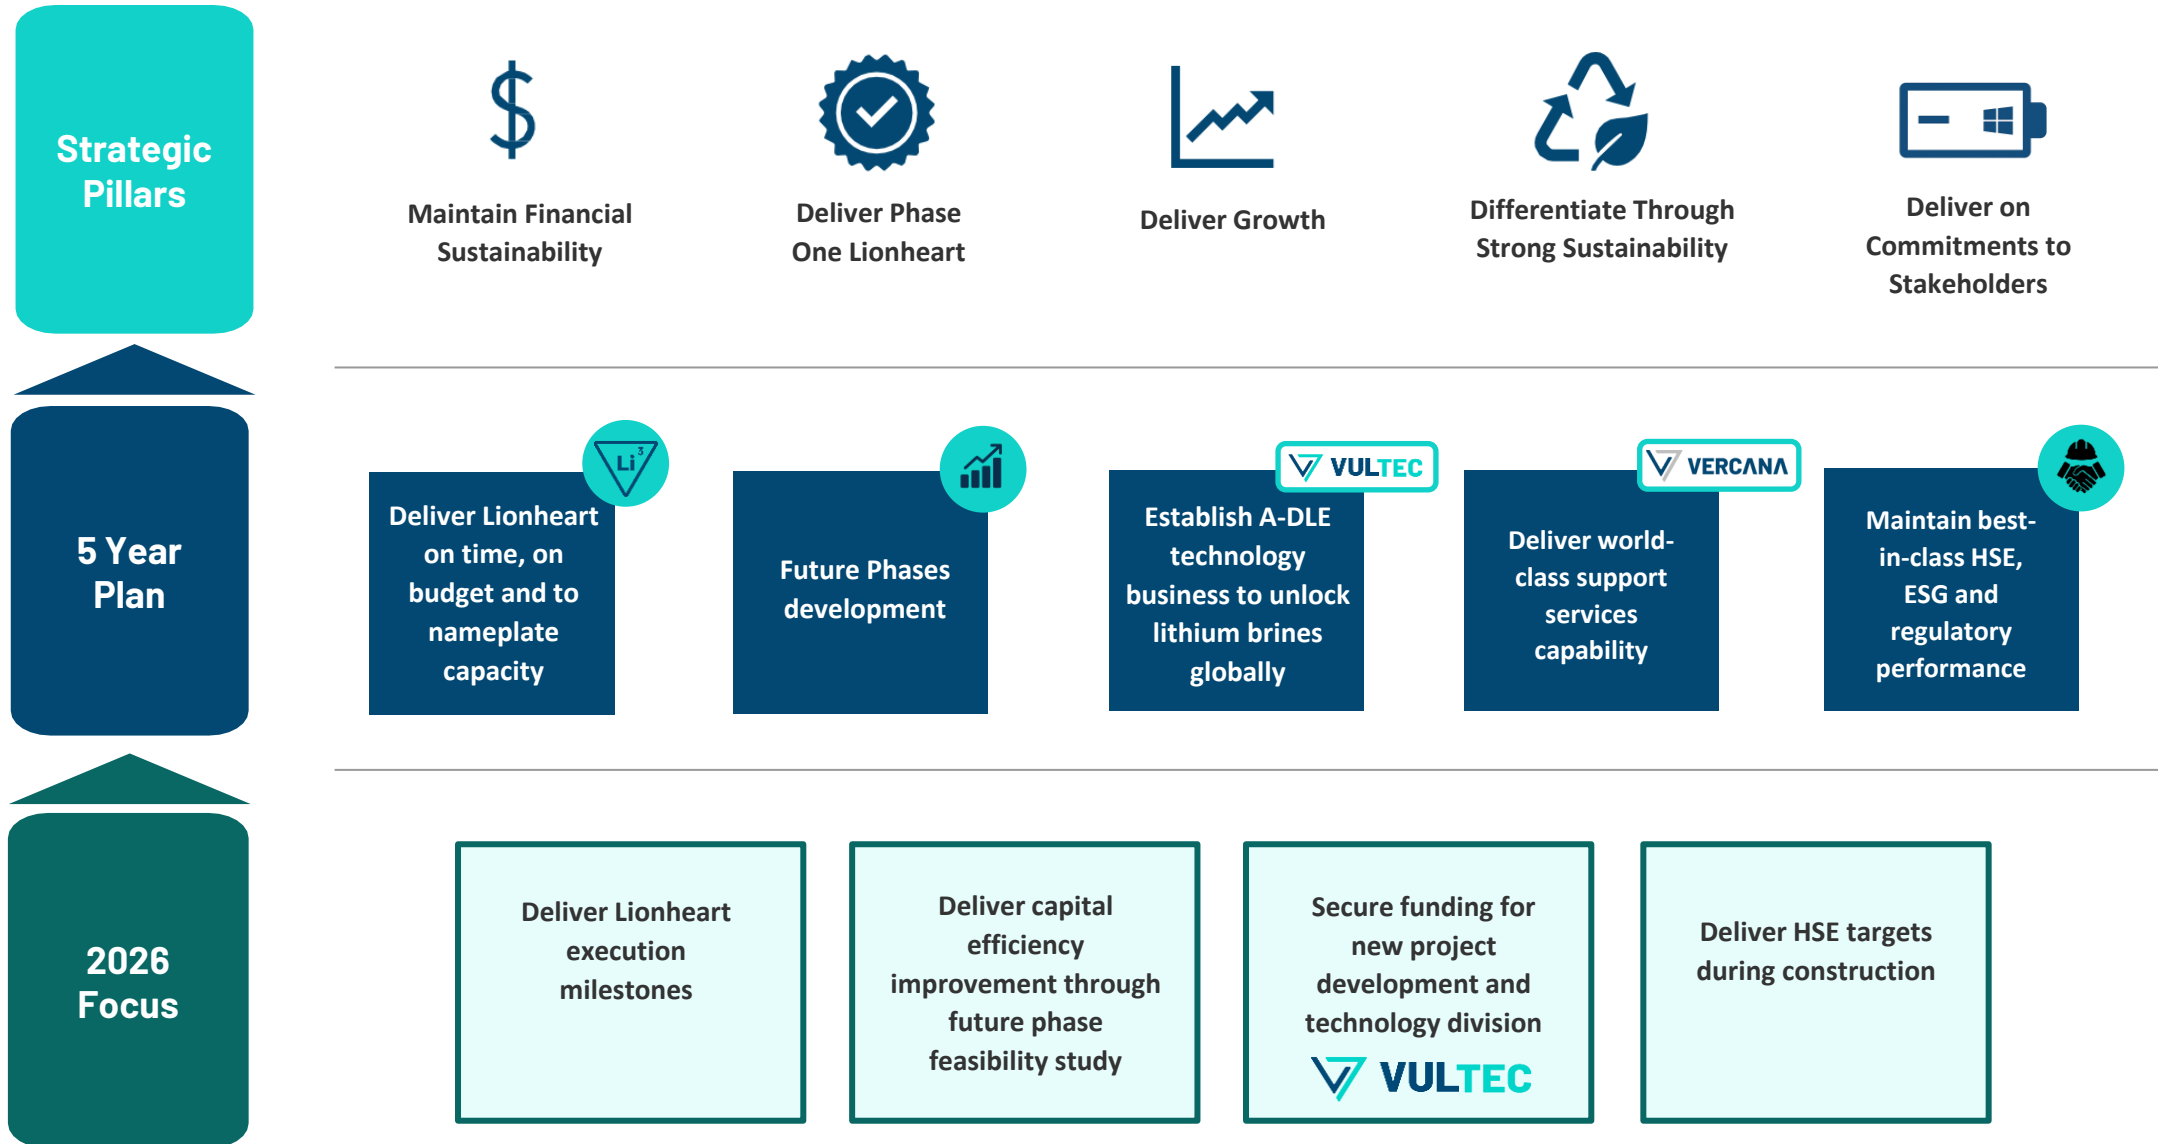 Strategic
Pillars
Maintain Financial
Sustainability
Deliver Phase
One Lionheart
Deliver Growth
Differentiate Through
Strong Sustainability
Deliver on
Commitments to
Stakeholders
5 Year
Plan
Li 3
Deliver Lionheart
on time, on
budget and to
nameplate
capacity
Future Phases
development
VULTEC
Establish A-DLE
technology
business to unlock
lithium brines
globally
VERCANA
Deliver world-
class support
services
capability
Maintain best-
in-class HSE,
ESG and
regulatory
performance
2026
Focus
Deliver Lionheart
execution
milestones
Deliver capital
efficiency
improvement through
future phase
feasibility study
Secure funding for
new project
development and
technology division
VULTEC
Deliver HSE targets
during construction